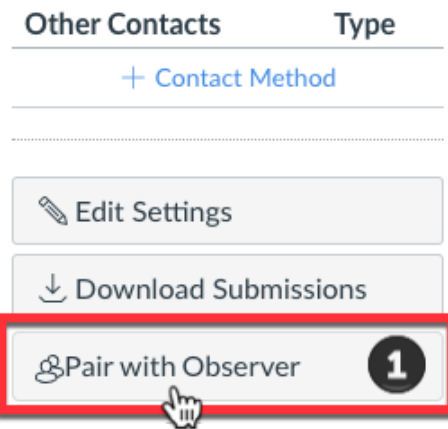 Other Contacts Type
+ Contact Method
Edit Settings
Download Submissions
Pair with Observer 1